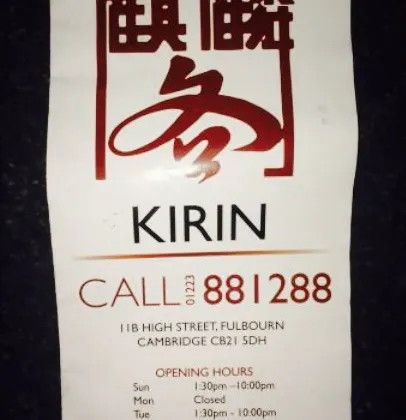 麒麟
閣
KIRIN
CALL 01223 881288
11B HIGH STREET, FULBOURN
CAMBRIDGE CB21 5DH
OPENING HOURS
Sun 1:30pm –10:00pm
Mon Closed
Tue 1:30pm - 10:00pm